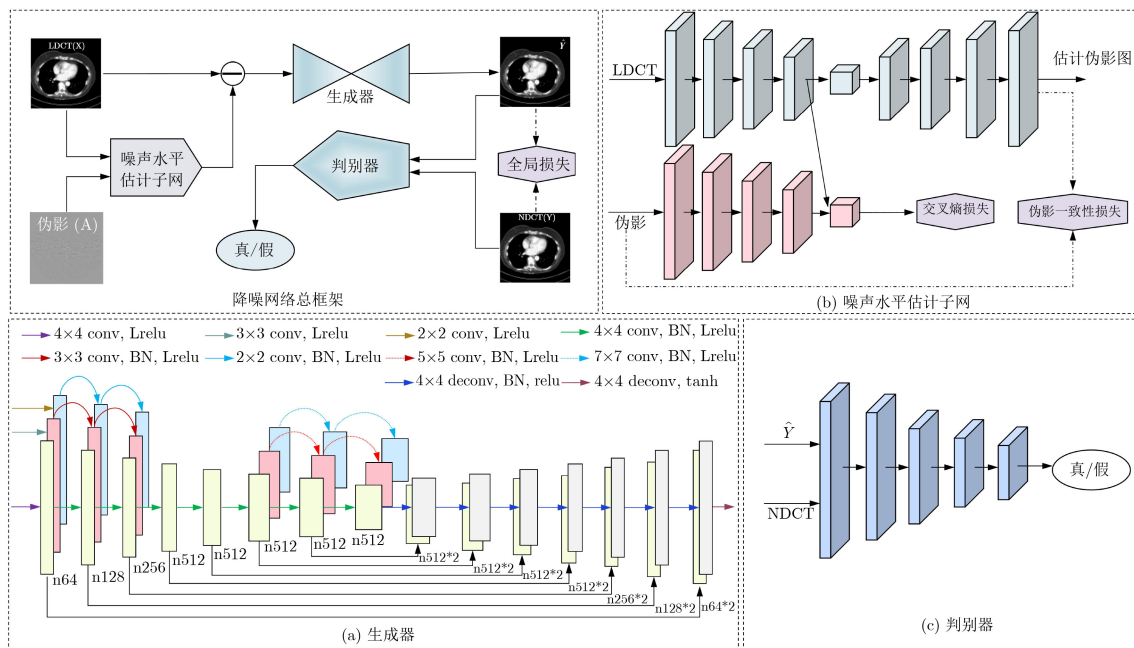 LDCT(X)
Ŷ
生成器
噪声水平
估计子网
判别器
全局损失
伪影 (A)
NDCT(Y)
真/假
降噪网络总框架
LDCT
估计伪影图
伪影
交叉熵损失
伪影一致性损失
(b) 噪声水平估计子网
4×4 conv, Lrelu
3×3 conv, Lrelu
2×2 conv, Lrelu
4×4 conv, BN, Lrelu
3×3 conv, BN, Lrelu
2×2 conv, BN, Lrelu
5×5 conv, BN, Lrelu
7×7 conv, BN, Lrelu
4×4 deconv, BN, relu
4×4 deconv, tanh
n64
n128
n256
n512
n512
n512
n512
n512
n512*2
n512*2
n512*2
n512*2
n256*2
n128*2
n64*2
(a) 生成器
Ŷ
NDCT
真/假
(c) 判别器